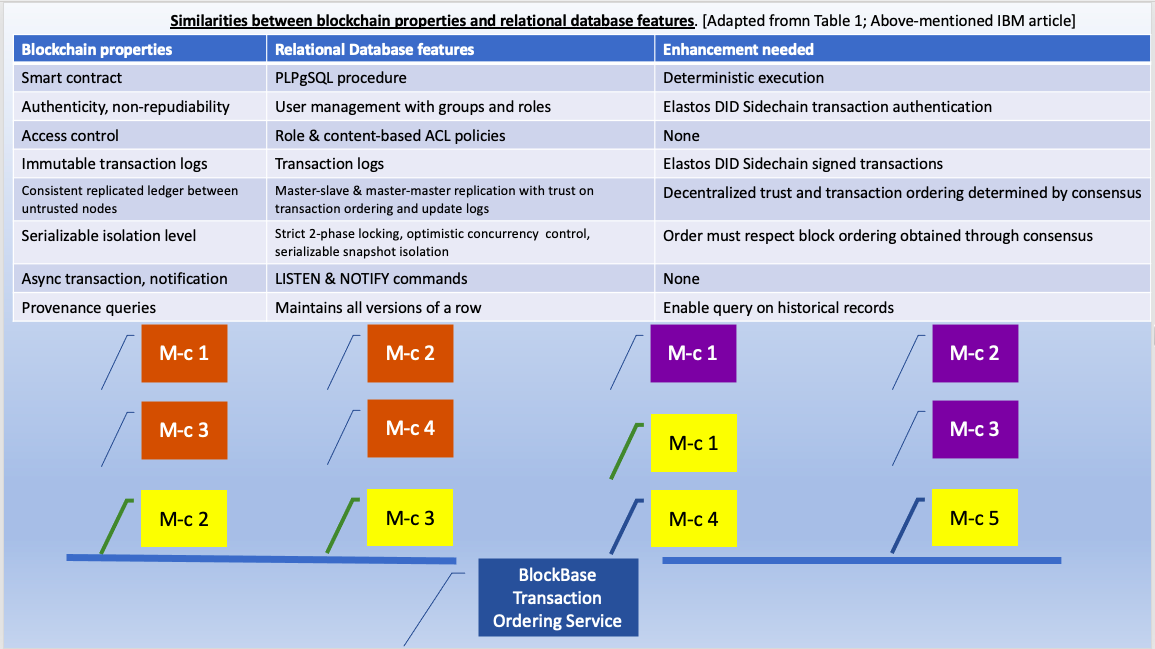 Similarities between blockchain properties and relational database features. [Adapted fromn Table 1; Above-mentioned IBM article]
Blockchain properties Relational Database features Enhancement needed
Smart contract PLPgSQL procedure Deterministic execution
Authenticity, non-repudiability User management with groups and roles Elastos DID Sidechain transaction authentication
Access control Role & content-based ACL policies None
Immutable transaction logs Transaction logs Elastos DID Sidechain signed transactions
Consistent replicated ledger between
untrusted nodes
Master-slave & master-master replication with trust on
transaction ordering and update logs
Decentralized trust and transaction ordering determined by consensus
Serializable isolation level
Strict 2-phase locking, optimistic concurrency control,
serializable snapshot isolation
Order must respect block ordering obtained through consensus
Async transaction, notification LISTEN & NOTIFY commands None
Provenance queries Maintains all versions of a row Enable query on historical records
M-c 1 M-c 2 M-c 1 M-c 2
M-c 3 M-c 4 M-c 1 M-c 3
M-c 2 M-c 3 M-c 4 M-c 5
BlockBase
Transaction
Ordering Service